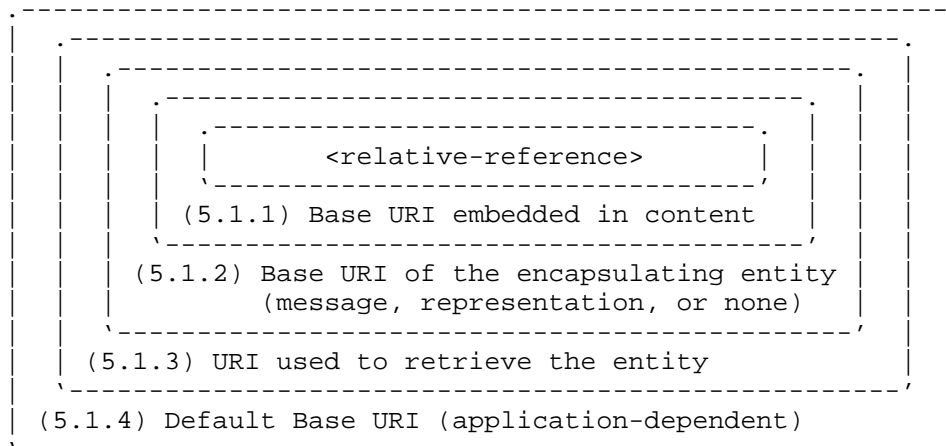 <relative-reference>
(5.1.1) Base URI embedded in content
(5.1.2) Base URI of the encapsulating entity
(message, representation, or none)
(5.1.3) URI used to retrieve the entity
(5.1.4) Default Base URI (application-dependent)